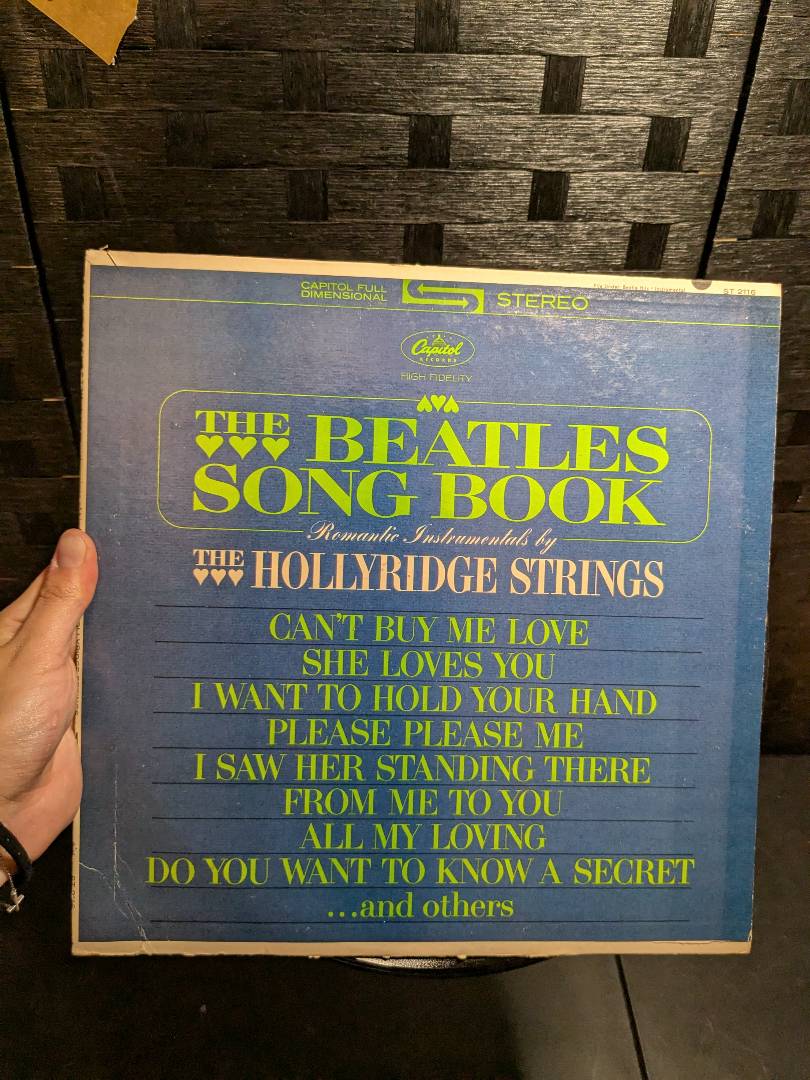 CAPITOL FULL
DIMENSIONAL
STEREO
ST 2116
Capitol
RECORDS
HIGH FIDELITY
THE BEATLES
SONG BOOK
Romantic Instrumentals by
THE HOLLYRIDGE STRINGS
CAN'T BUY ME LOVE
SHE LOVES YOU
I WANT TO HOLD YOUR HAND
PLEASE PLEASE ME
I SAW HER STANDING THERE
FROM ME TO YOU
ALL MY LOVING
DO YOU WANT TO KNOW A SECRET
...and others